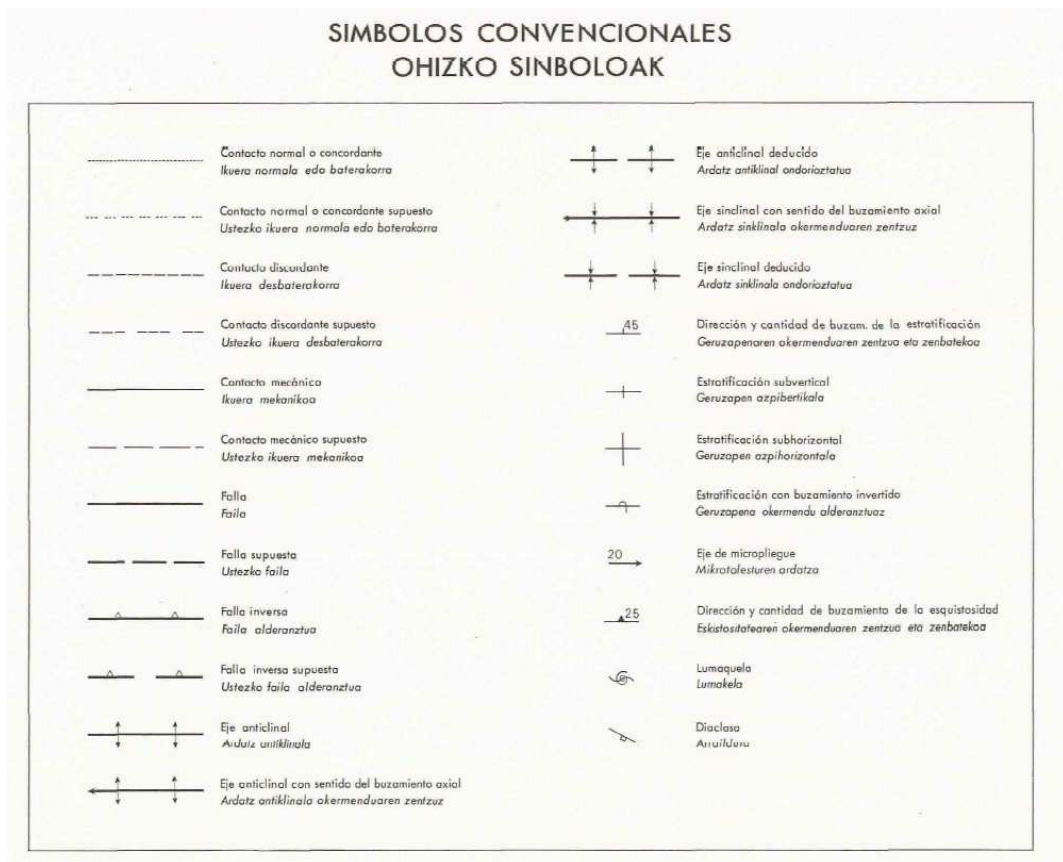 SIMBOLOS CONVENCIONALES
OHIZKO SINBOLOAK
Contacto normal o concordante
Ikuera normala edo baterakorra
Contacto normal o concordante supuesto
Ustezko ikuera normala edo baterakorra
Contacto discordante
Ikuera desbaterakorra
Contacto discordante supuesto
Ustezko ikuera desbaterakorra
Contacto mecánico
Ikuera mekanikoa
Contacto mecánico supuesto
Ustezko ikuera mekanikoa
Falla
Faila
Falla supuesta
Ustezko faila
Falla inversa
Faila alderanztua
Falla inversa supuesta
Ustezko faila alderanztua
Eje anticlinal
Ardatz antiklinala
Eje anticlinal con sentido del buzamiento axial
Ardatz antiklinala okermenduaren zentzuz
Eje anticlinal deducido
Ardatz antiklinal ondorioztatua
Eje sinclinal con sentido del buzamiento axial
Ardatz sinklinala okermenduaren zentzuz
Eje sinclinal deducido
Ardatz sinklinala ondorioztatua
45
Dirección y cantidad de buzam. de la estratificación
Geruzapenaren okermenduaren zentzua eta zenbatekoa
Estratificación subvertical
Geruzapen azpibertikala
Estratificación subhorizontal
Geruzapen azpihorizontala
Estratificación con buzamiento invertido
Geruzapena okermendu alderanztuaz
20
Eje de micropliegue
Mikrotolesturen ardatza
25
Dirección y cantidad de buzamiento de la esquistosidad
Eskistositatearen okermenduaren zentzua eta zenbatekoa
Lumaquela
Lumakela
Diaclasa
Arraildura